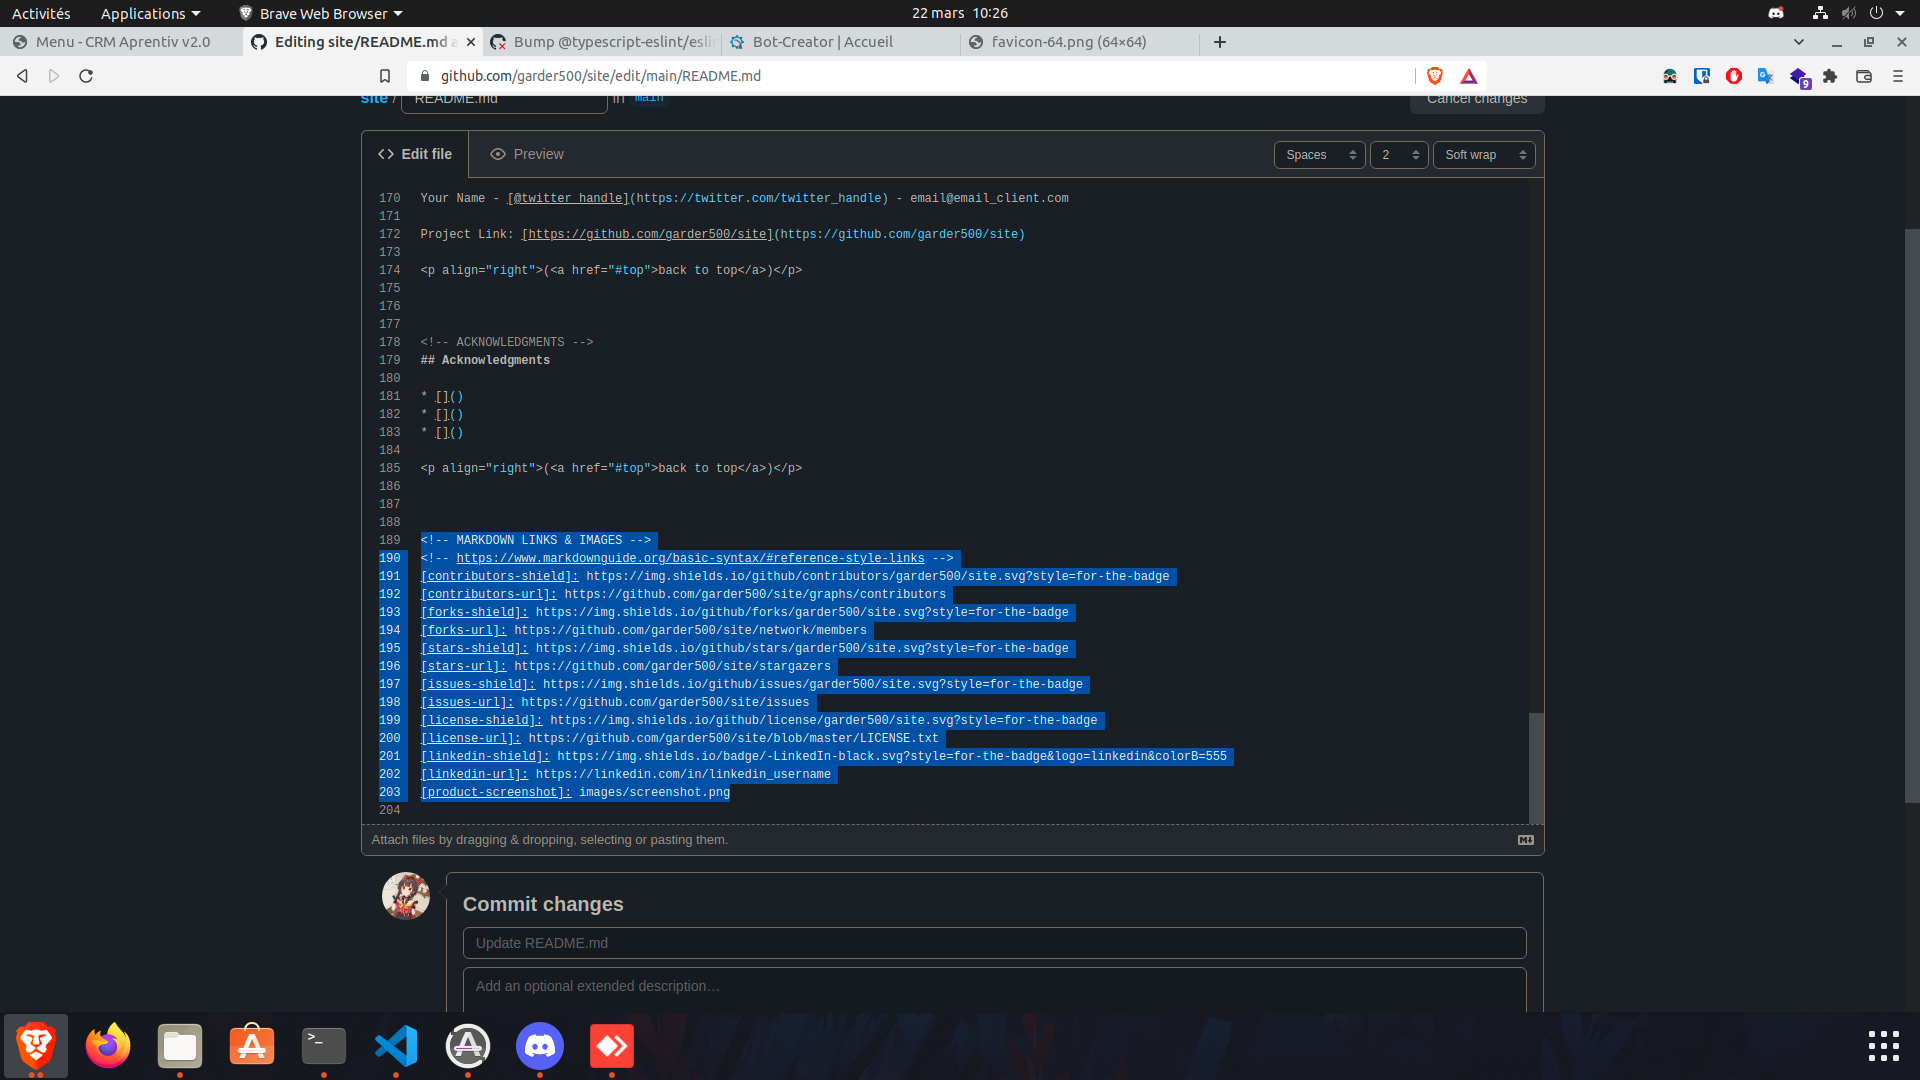 Activités
Applications
Brave Web Browser
22 mars 10:26
Menu - CRM Aprentiv v2.0
Editing site/README.md a
Bump @typescript-eslint/eslin
Bot-Creator | Accueil
favicon-64.png (64×64)
github.com/garder500/site/edit/main/README.md
9
site / README.md in main
Cancel changes
Edit file
Preview
Spaces
2
Soft wrap
170 Your Name - [@twitter_handle](https://twitter.com/twitter_handle) - email@email_client.com
171
172 Project Link: [https://github.com/garder500/site](https://github.com/garder500/site)
173
174 <p align="right">(<a href="#top">back to top</a>)</p>
175
176
177
178 <!-- ACKNOWLEDGMENTS -->
179 ## Acknowledgments
180
181 * []()
182 * []()
183 * []()
184
185 <p align="right">(<a href="#top">back to top</a>)</p>
186
187
188
189 <!-- MARKDOWN LINKS & IMAGES -->
190 <!-- https://www.markdownguide.org/basic-syntax/#reference-style-links -->
191 [contributors-shield]: https://img.shields.io/github/contributors/garder500/site.svg?style=for-the-badge
192 [contributors-url]: https://github.com/garder500/site/graphs/contributors
193 [forks-shield]: https://img.shields.io/github/forks/garder500/site.svg?style=for-the-badge
194 [forks-url]: https://github.com/garder500/site/network/members
195 [stars-shield]: https://img.shields.io/github/stars/garder500/site.svg?style=for-the-badge
196 [stars-url]: https://github.com/garder500/site/stargazers
197 [issues-shield]: https://img.shields.io/github/issues/garder500/site.svg?style=for-the-badge
198 [issues-url]: https://github.com/garder500/site/issues
199 [license-shield]: https://img.shields.io/github/license/garder500/site.svg?style=for-the-badge
200 [license-url]: https://github.com/garder500/site/blob/master/LICENSE.txt
201 [linkedin-shield]: https://img.shields.io/badge/-LinkedIn-black.svg?style=for-the-badge&logo=linkedin&colorB=555
202 [linkedin-url]: https://linkedin.com/in/linkedin_username
203 [product-screenshot]: images/screenshot.png
204
Attach files by dragging & dropping, selecting or pasting them.
Commit changes
Update README.md
Add an optional extended description…